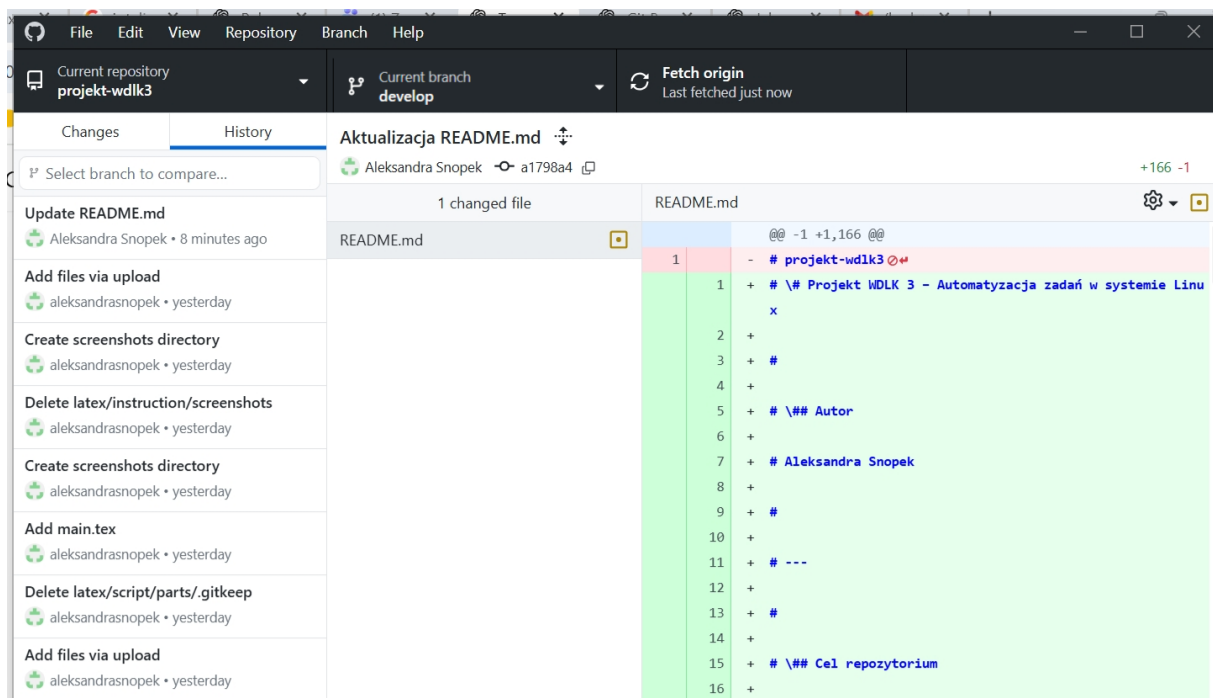 File Edit View Repository Branch Help
Current repository
projekt-wdlk3
Current branch
develop
Fetch origin
Last fetched just now
Changes History
Select branch to compare...
Update README.md
Aleksandra Snopek • 8 minutes ago
Add files via upload
aleksandrasnopek • yesterday
Create screenshots directory
aleksandrasnopek • yesterday
Delete latex/instruction/screenshots
aleksandrasnopek • yesterday
Create screenshots directory
aleksandrasnopek • yesterday
Add main.tex
aleksandrasnopek • yesterday
Delete latex/script/parts/.gitkeep
aleksandrasnopek • yesterday
Add files via upload
aleksandrasnopek • yesterday
Aktualizacja README.md
Aleksandra Snopek a1798a4 +166 -1
1 changed file
README.md
README.md
@@ -1 +1,166 @@
1 - # projekt-wdlk3
1 + # \# Projekt WDLK 3 – Automatyzacja zadań w systemie Linu
x
2 +
3 + #
4 +
5 + # \## Autor
6 +
7 + # Aleksandra Snopek
8 +
9 + #
10 +
11 + # ---
12 +
13 + #
14 +
15 + # \## Cel repozytorium
16 +